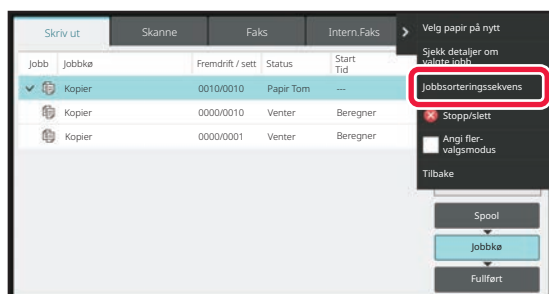 Skriv ut
Skanne
Faks
Intern.Faks
Jobb
Jobbkø
Fremdrift / sett
Status
Start
Tid
Kopier
0010/0010
Papir Tom
---
Kopier
0000/0010
Venter
Beregner
Kopier
0000/0001
Venter
Beregner
Velg papir på nytt
Sjekk detaljer om
valgte jobb
Jobbsorteringssekvens
Stopp/slett
Angi fler-
valgsmodus
Tilbake
Spool
Jobbkø
Fullført